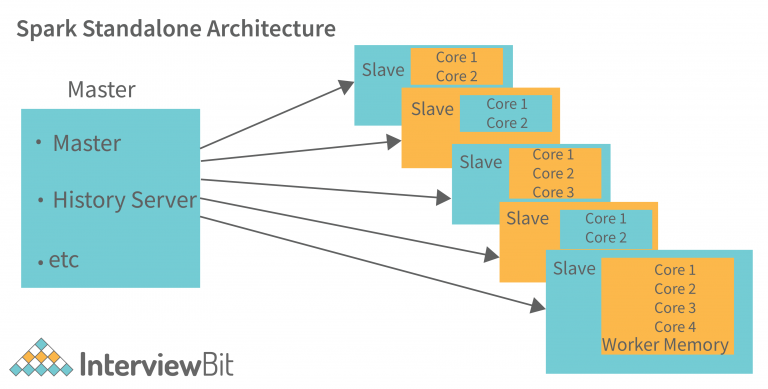 Spark Standalone Architecture
Master
• Master
• History Server
• etc
Slave
Core 1
Core 2
Slave
Core 1
Core 2
Slave
Core 1
Core 2
Core 3
Slave
Core 1
Core 2
Slave
Core 1
Core 2
Core 3
Core 4
Worker Memory
InterviewBit